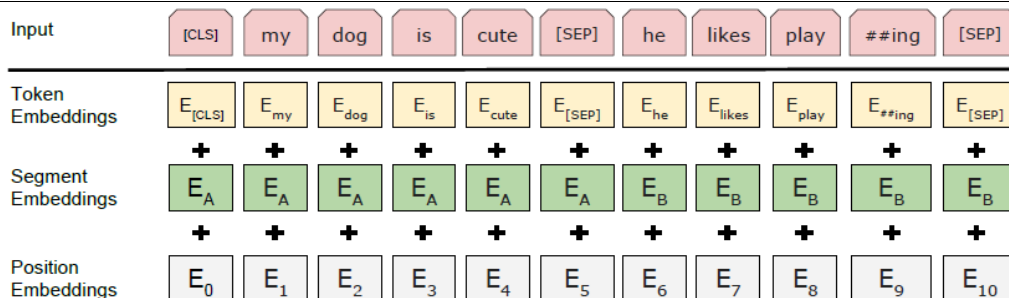 Input [CLS] my dog is cute [SEP] he likes play ##ing [SEP]
Token Embeddings E[CLS] Emy Edog Eis Ecute E[SEP] Ehe Elikes Eplay E##ing E[SEP]
+ + + + + + + + + + +
Segment Embeddings EA EA EA EA EA EA EB EB EB EB EB
+ + + + + + + + + + +
Position Embeddings E0 E1 E2 E3 E4 E5 E6 E7 E8 E9 E10